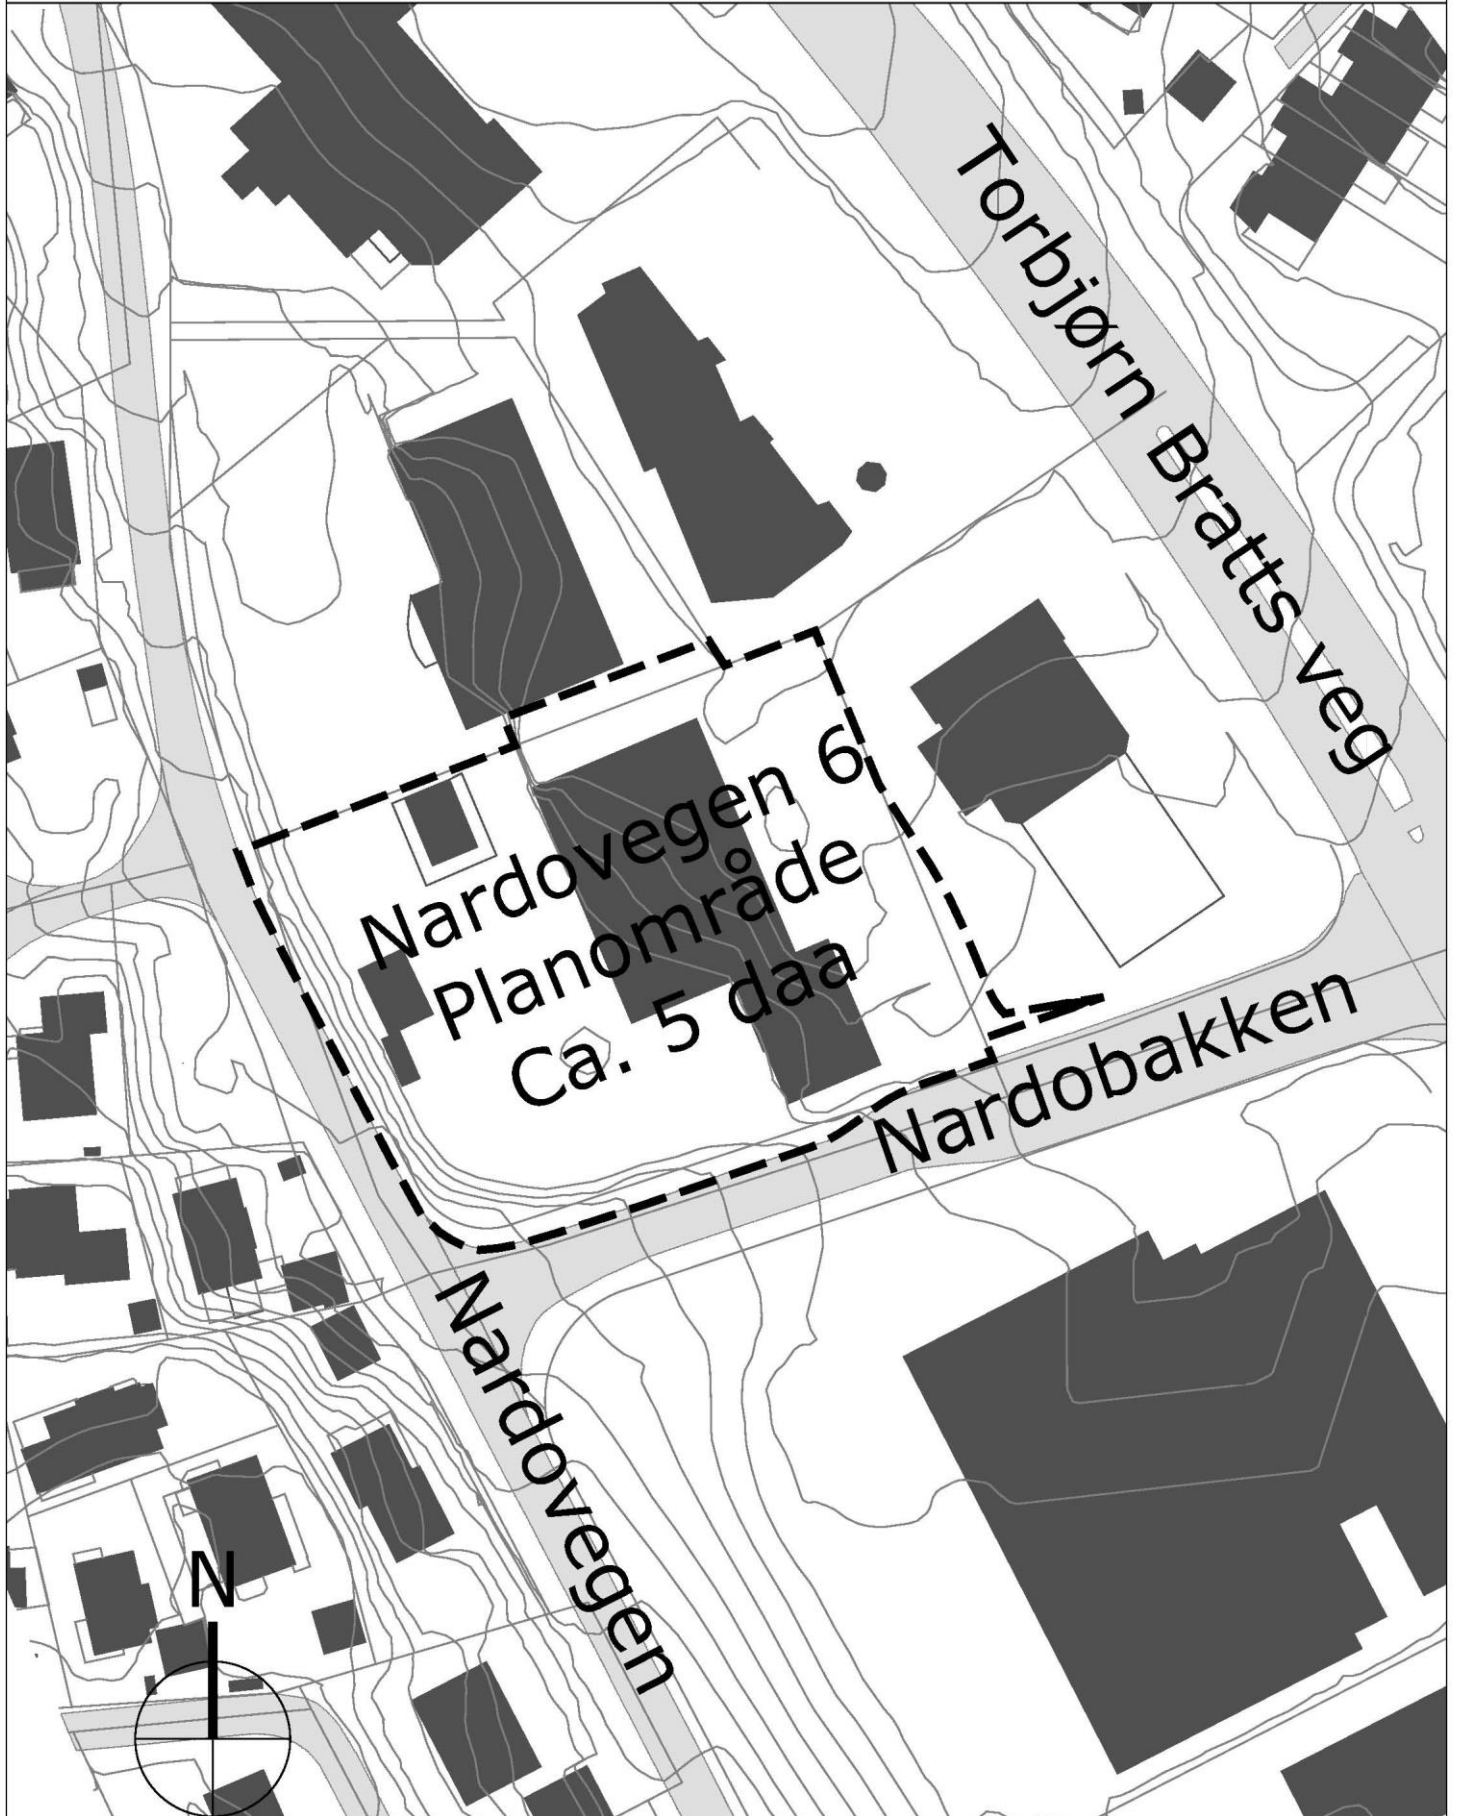 Torbjørn Bratts veg
Nardovegen 6
Planområde
Ca. 5 daa
Nardobakken
Nardovegen
N